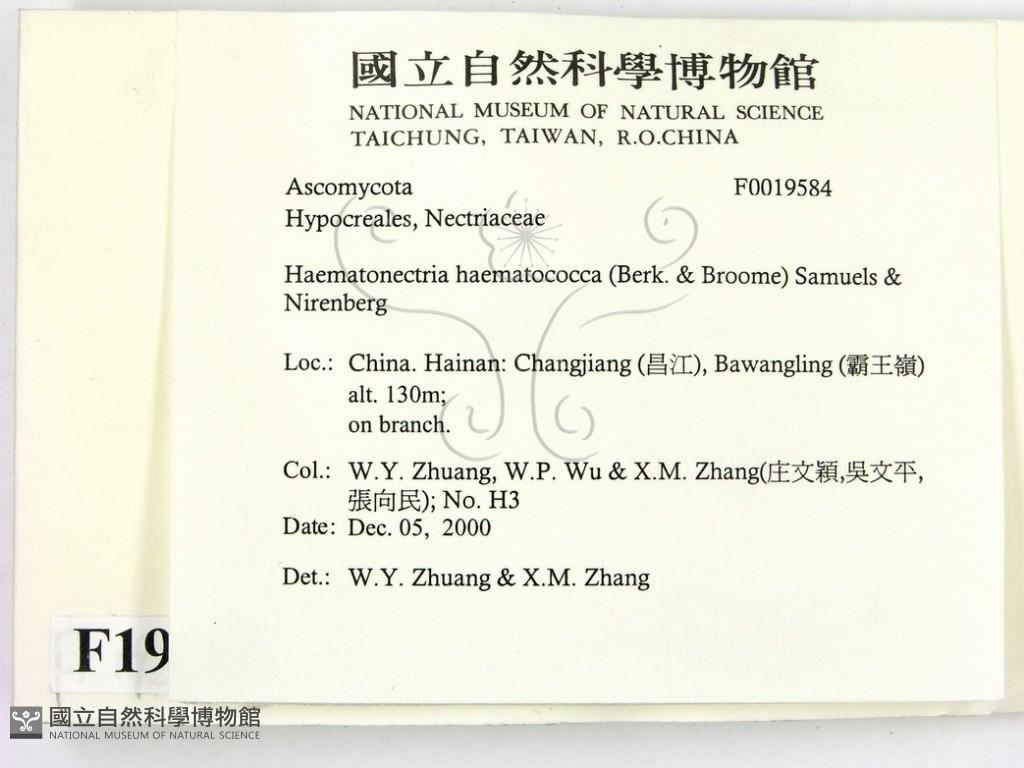 國立自然科學博物館
NATIONAL MUSEUM OF NATURAL SCIENCE
TAICHUNG, TAIWAN, R.O.CHINA
Ascomycota F0019584
Hypocreales, Nectriaceae
Haematonectria haematococca (Berk. & Broome) Samuels &
Nirenberg
Loc.: China. Hainan: Changjiang (昌江), Bawangling (霸王嶺)
alt. 130m;
on branch.
Col.: W.Y. Zhuang, W.P. Wu & X.M. Zhang(庄文穎,吳文平,
張向民); No. H3
Date: Dec. 05, 2000
Det.: W.Y. Zhuang & X.M. Zhang
F19
國立自然科學博物館
NATIONAL MUSEUM OF NATURAL SCIENCE